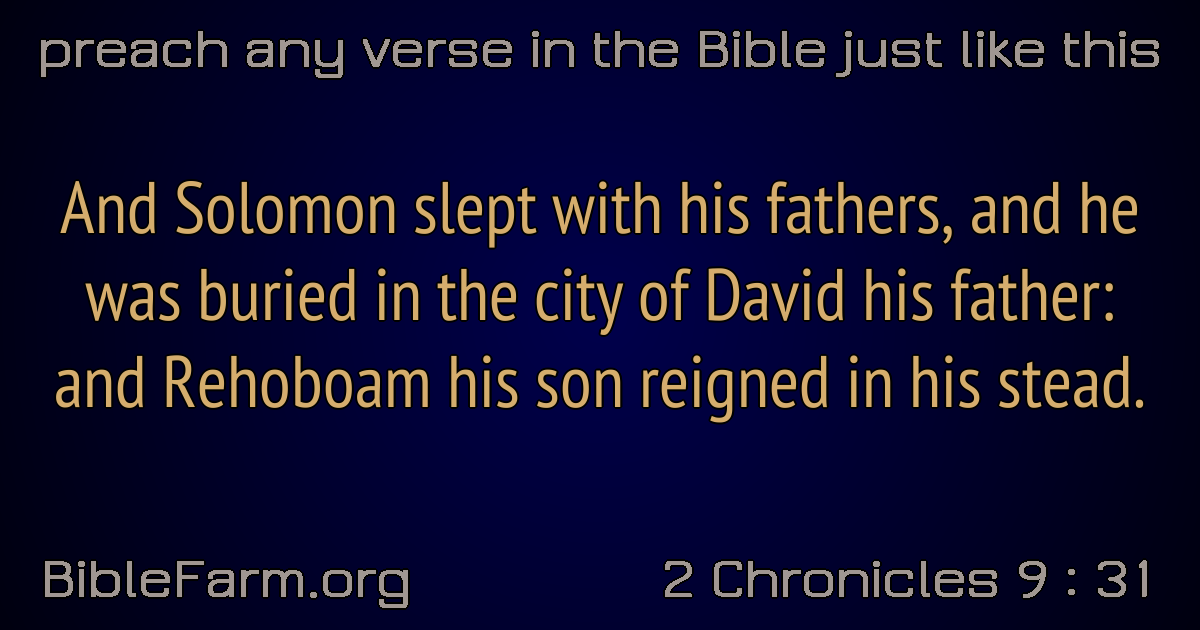 preach any verse in the Bible just like this
And Solomon slept with his fathers, and he
was buried in the city of David his father:
and Rehoboam his son reigned in his stead.
BibleFarm.org
2 Chronicles 9 : 31